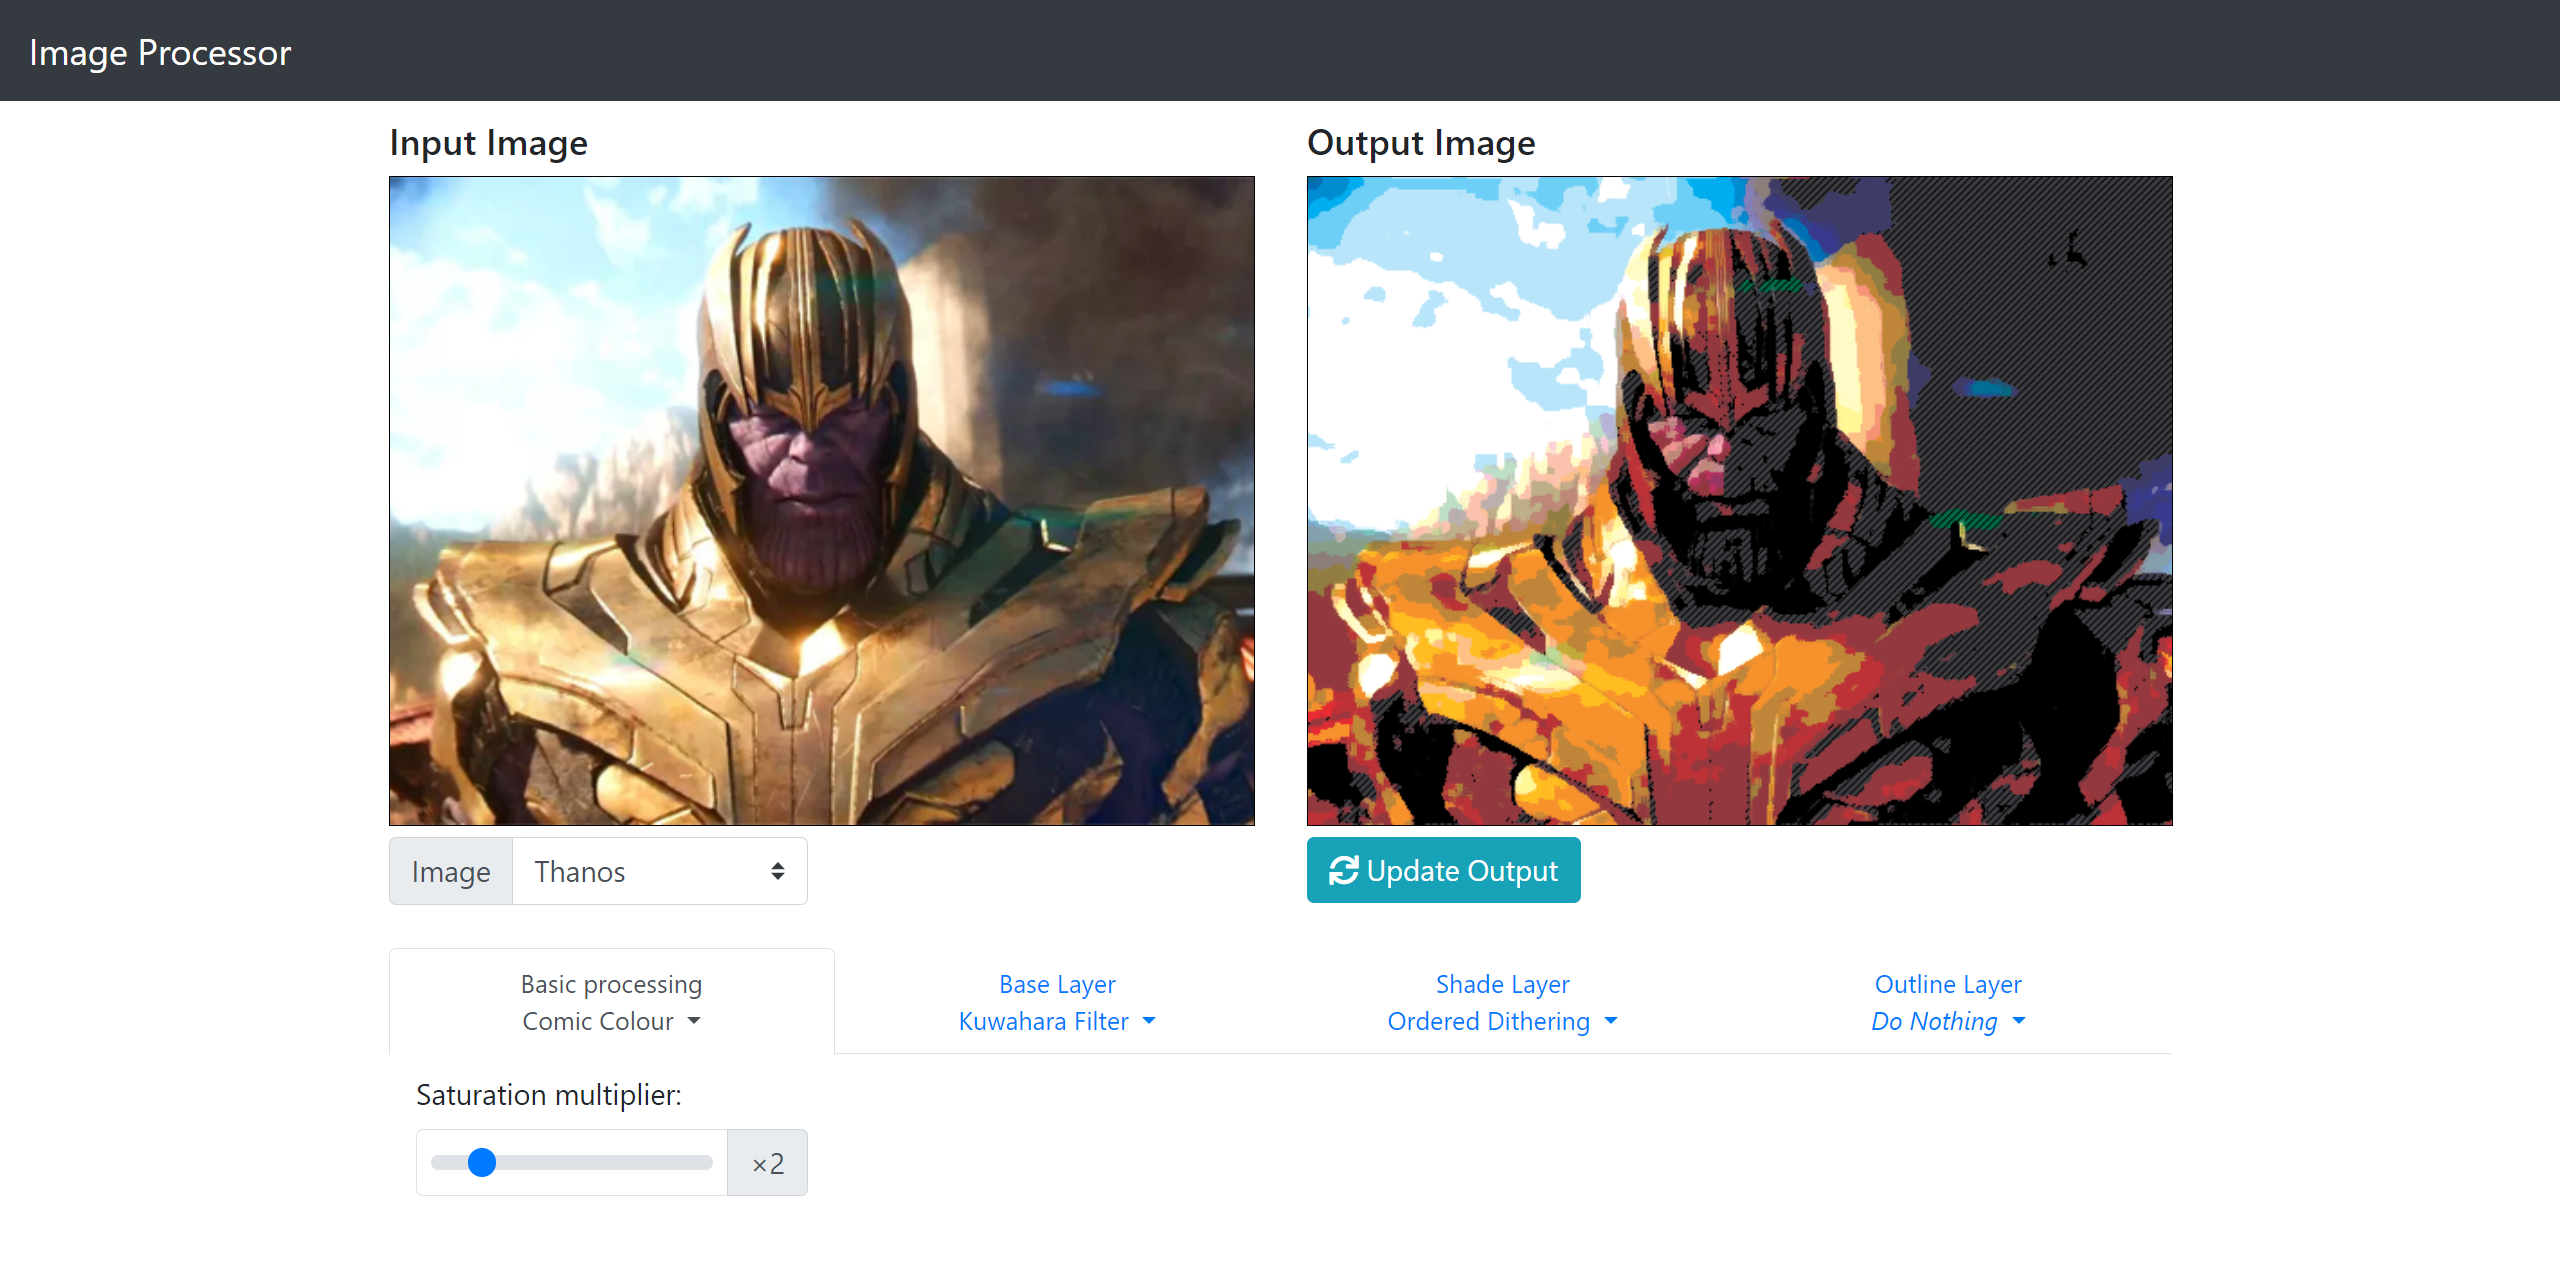 Image Processor
Input Image
Output Image
Image
Thanos
Update Output
Basic processing
Comic Colour
Base Layer
Kuwahara Filter
Shade Layer
Ordered Dithering
Outline Layer
Do Nothing
Saturation multiplier:
×2